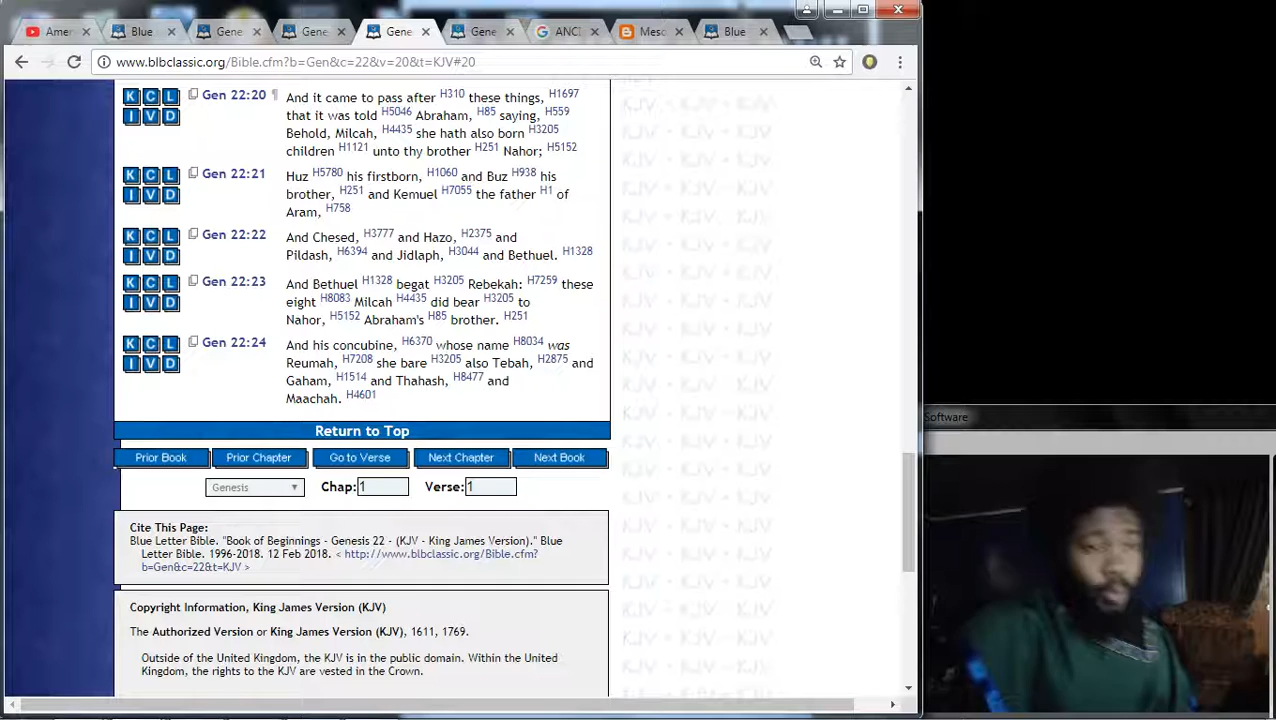 Amer
Blue
Gene
Gene
Gene
Gene
ANCI
Mesc
Blue
www.blbclassic.org/Bible.cfm?b=Gen&c=22&v=20&t=KJV#20
K C L Gen 22:20 ¶ And it came to pass after H310 these things, H1697
I V D that it was told H5046 Abraham, H85 saying, H559
Behold, Milcah, H4435 she hath also born H3205
children H1121 unto thy brother H251 Nahor; H5152
K C L Gen 22:21 Huz H5780 his firstborn, H1060 and Buz H938 his
I V D brother, H251 and Kemuel H7055 the father H1 of
Aram, H758
K C L Gen 22:22 And Chesed, H3777 and Hazo, H2375 and
I V D Pildash, H6394 and Jidlaph, H3044 and Bethuel. H1328
K C L Gen 22:23 And Bethuel H1328 begat H3205 Rebekah: H7259 these
I V D eight H8083 Milcah H4435 did bear H3205 to
Nahor, H5152 Abraham's H85 brother. H251
K C L Gen 22:24 And his concubine, H6370 whose name H8034 was
I V D Reumah, H7208 she bare H3205 also Tebah, H2875 and
Gaham, H1514 and Thahash, H8477 and
Maachah. H4601
Return to Top
Prior Book Prior Chapter Go to Verse Next Chapter Next Book
Genesis Chap: 1 Verse: 1
Cite This Page:
Blue Letter Bible. "Book of Beginnings - Genesis 22 - (KJV - King James Version)." Blue
Letter Bible. 1996-2018. 12 Feb 2018. < http://www.blbclassic.org/Bible.cfm?
b=Gen&c=22&t=KJV >
Copyright Information, King James Version (KJV)
The Authorized Version or King James Version (KJV), 1611, 1769.
Outside of the United Kingdom, the KJV is in the public domain. Within the United
Kingdom, the rights to the KJV are vested in the Crown.
Software